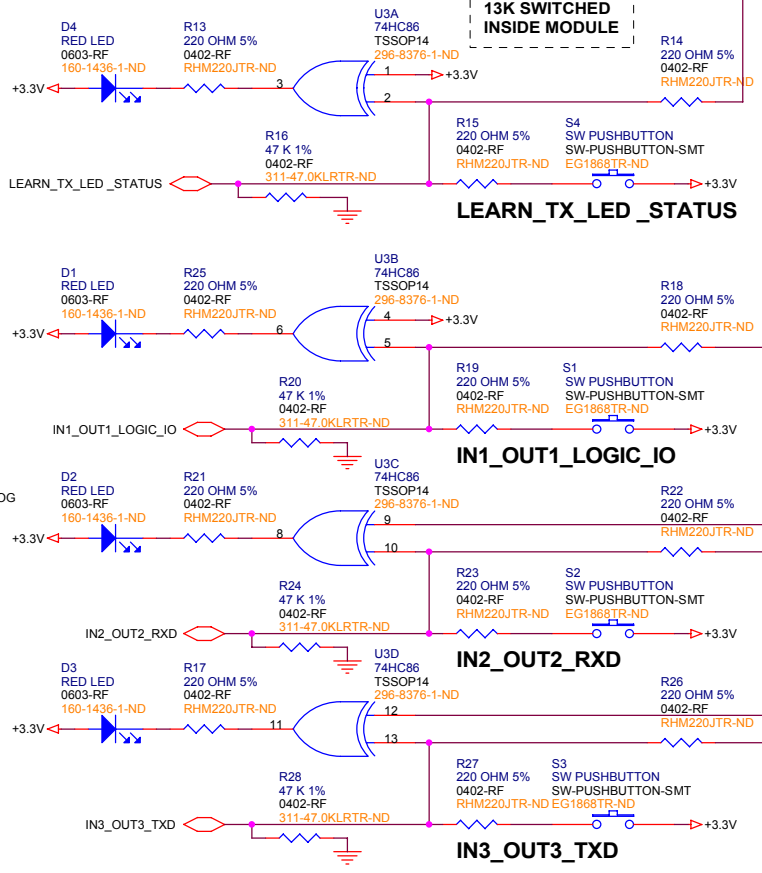 13K SWITCHED
INSIDE MODULE
D4
RED LED
0603-RF
160-1436-1-ND
R13
220 OHM 5%
0402-RF
RHM220JTR-ND
U3A
74HC86
TSSOP14
296-8376-1-ND
R14
220 OHM 5%
0402-RF
RHM220JTR-ND
+3.3V
3
1
+3.3V
2
R16
47 K 1%
0402-RF
311-47.0KLRTR-ND
R15
220 OHM 5%
0402-RF
RHM220JTR-ND
S4
SW PUSHBUTTON
SW-PUSHBUTTON-SMT
EG1868TR-ND
LEARN_TX_LED _STATUS
+3.3V
LEARN_TX_LED _STATUS
D1
RED LED
0603-RF
160-1436-1-ND
R25
220 OHM 5%
0402-RF
RHM220JTR-ND
U3B
74HC86
TSSOP14
296-8376-1-ND
R18
220 OHM 5%
0402-RF
RHM220JTR-ND
+3.3V
6
4
+3.3V
5
R20
47 K 1%
0402-RF
311-47.0KLRTR-ND
R19
220 OHM 5%
0402-RF
RHM220JTR-ND
S1
SW PUSHBUTTON
SW-PUSHBUTTON-SMT
EG1868TR-ND
IN1_OUT1_LOGIC_IO
+3.3V
IN1_OUT1_LOGIC_IO
OG
D2
RED LED
0603-RF
160-1436-1-ND
R21
220 OHM 5%
0402-RF
RHM220JTR-ND
U3C
74HC86
TSSOP14
296-8376-1-ND
R22
220 OHM 5%
0402-RF
RHM220JTR-ND
+3.3V
8
9
10
R24
47 K 1%
0402-RF
311-47.0KLRTR-ND
R23
220 OHM 5%
0402-RF
RHM220JTR-ND
S2
SW PUSHBUTTON
SW-PUSHBUTTON-SMT
EG1868TR-ND
IN2_OUT2_RXD
+3.3V
IN2_OUT2_RXD
D3
RED LED
0603-RF
160-1436-1-ND
R17
220 OHM 5%
0402-RF
RHM220JTR-ND
U3D
74HC86
TSSOP14
296-8376-1-ND
R26
220 OHM 5%
0402-RF
RHM220JTR-ND
+3.3V
11
12
13
R28
47 K 1%
0402-RF
311-47.0KLRTR-ND
R27
220 OHM 5%
0402-RF
RHM220JTR-ND
S3
SW PUSHBUTTON
SW-PUSHBUTTON-SMT
EG1868TR-ND
IN3_OUT3_TXD
+3.3V
IN3_OUT3_TXD